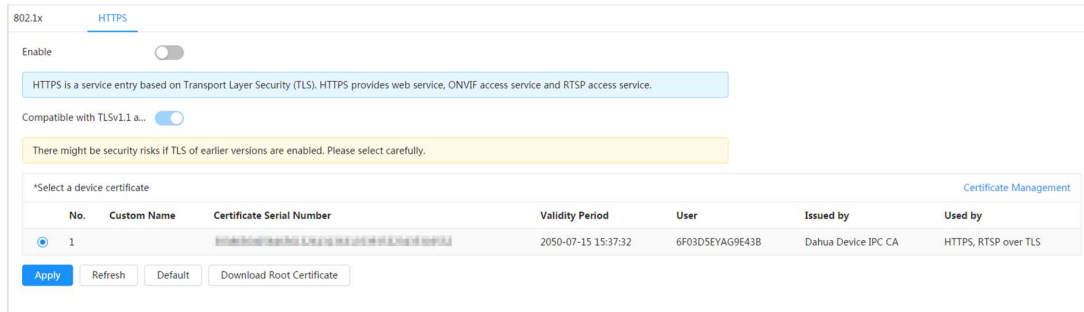 802.1x HTTPS
Enable
HTTPS is a service entry based on Transport Layer Security (TLS). HTTPS provides web service, ONVIF access service and RTSP access service.
Compatible with TLSv1.1 a...
There might be security risks if TLS of earlier versions are enabled. Please select carefully.
*Select a device certificate Certificate Management
No. Custom Name Certificate Serial Number Validity Period User Issued by Used by
1 2050-07-15 15:37:32 6F03D5EYAG9E43B Dahua Device IPC CA HTTPS, RTSP over TLS
Apply Refresh Default Download Root Certificate